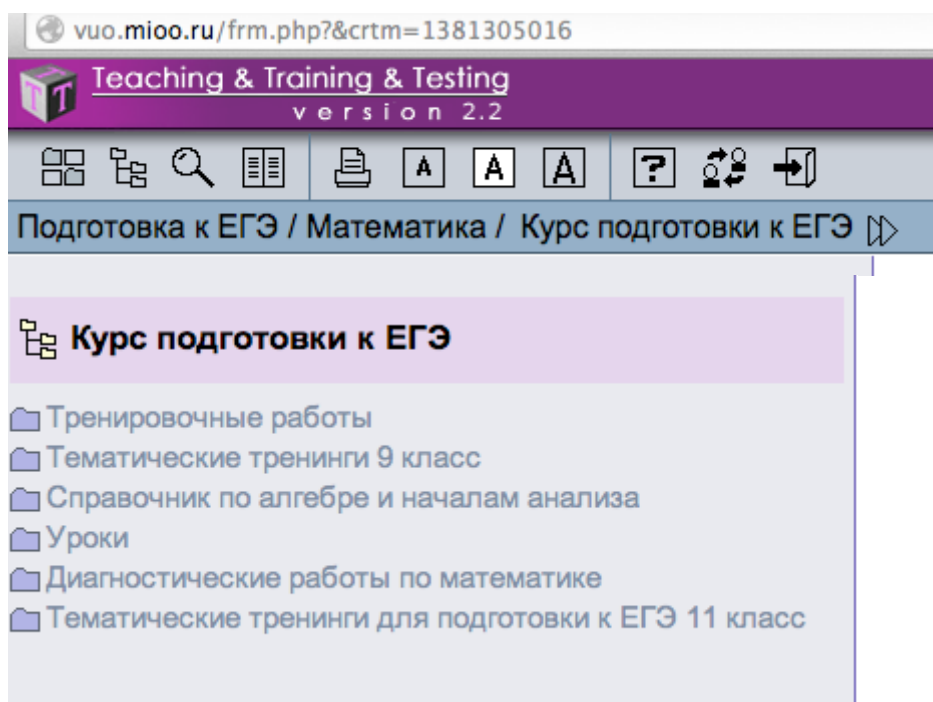 vuo.mioo.ru/frm.php?&crtm=1381305016
Teaching & Training & Testing
version 2.2
A A A ?
Подготовка к ЕГЭ / Математика / Курс подготовки к ЕГЭ
Курс подготовки к ЕГЭ
Тренировочные работы
Тематические тренинги 9 класс
Справочник по алгебре и началам анализа
Уроки
Диагностические работы по математике
Тематические тренинги для подготовки к ЕГЭ 11 класс